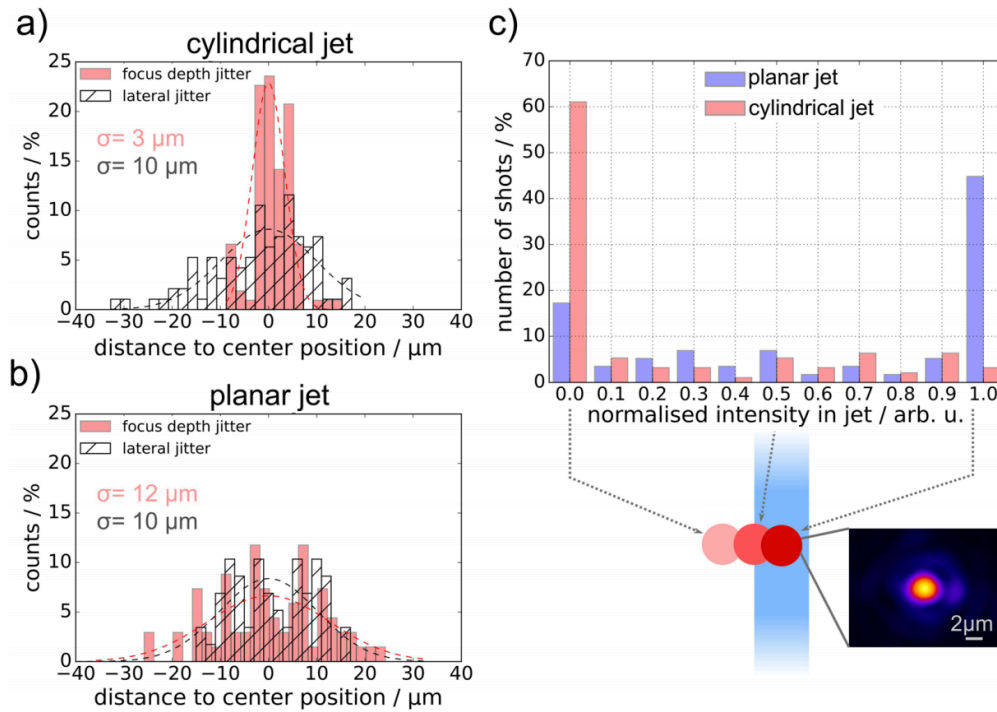 a)
cylindrical jet
25
20
15
10
5
0
counts / %
focus depth jitter
lateral jitter
σ= 3 μm
σ= 10 μm
−40 −30 −20 −10 0 10 20 30 40
distance to center position / μm
b)
planar jet
25
20
15
10
5
0
counts / %
focus depth jitter
lateral jitter
σ= 12 μm
σ= 10 μm
−40 −30 −20 −10 0 10 20 30 40
distance to center position / μm
c)
70
60
50
40
30
20
10
0
number of shots / %
planar jet
cylindrical jet
0.0 0.1 0.2 0.3 0.4 0.5 0.6 0.7 0.8 0.9 1.0
normalised intensity in jet / arb. u.
2μm